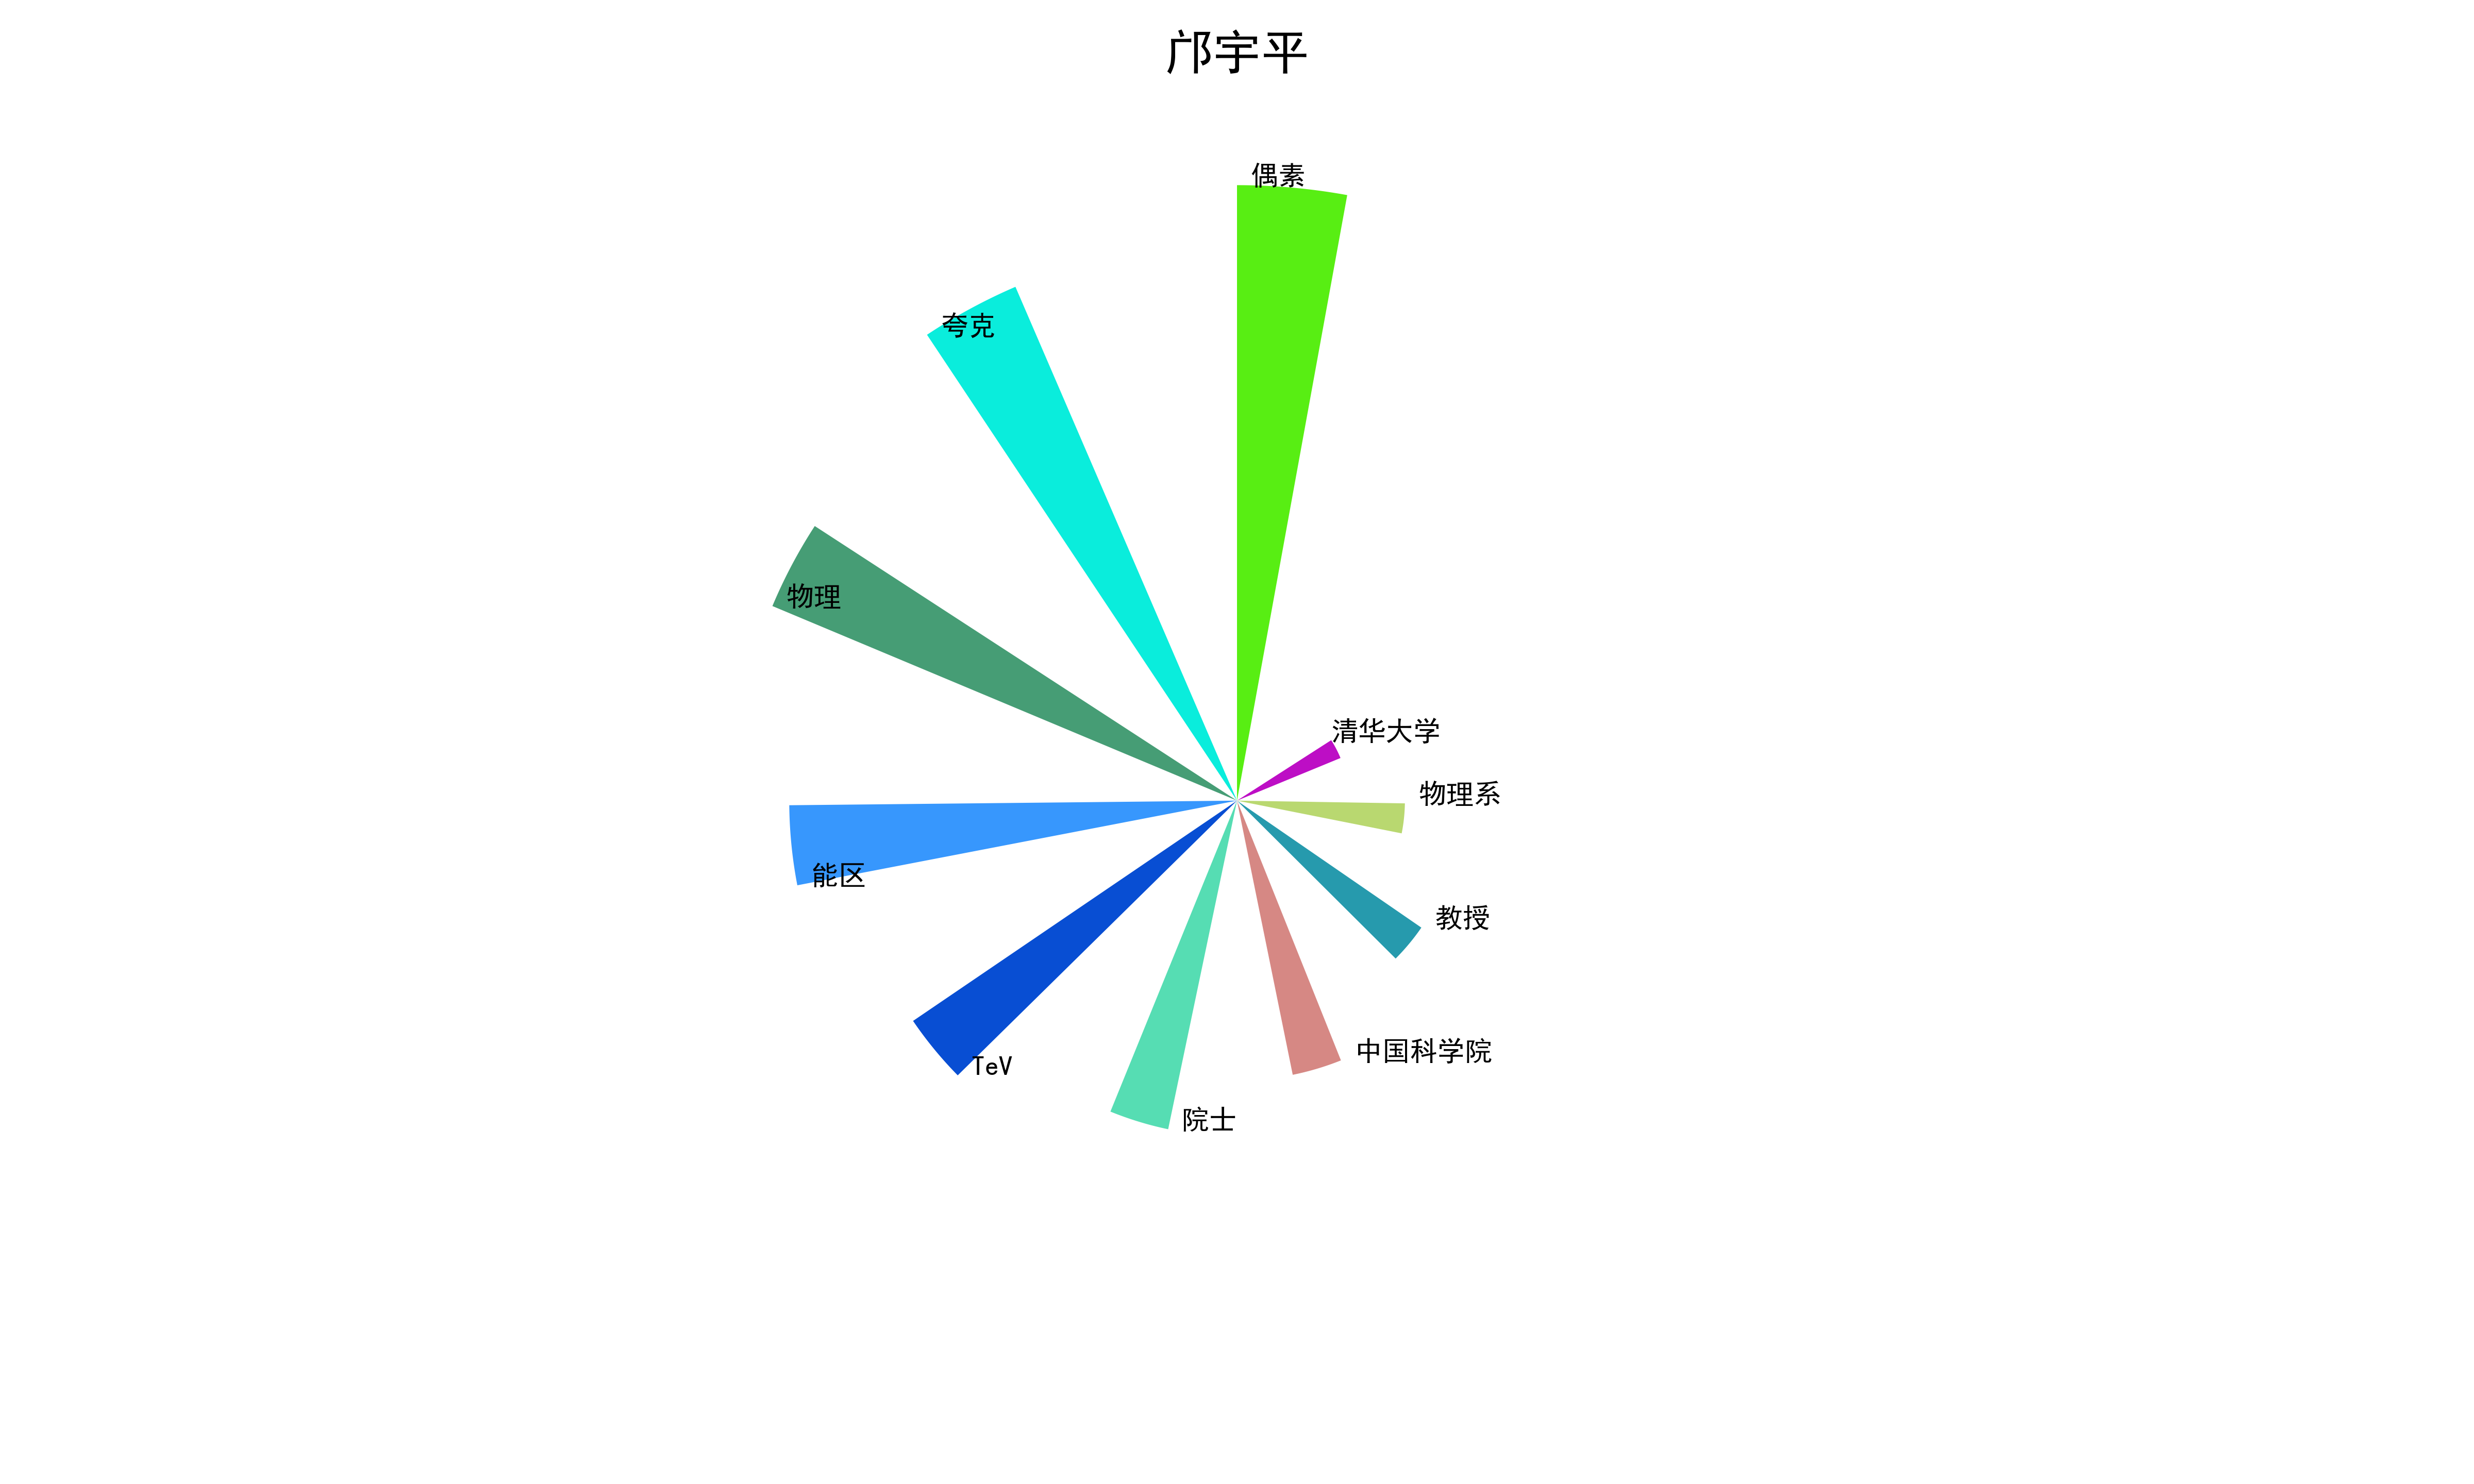 邝宇平
偶素
夸克
物理
清华大学
物理系
能区
教授
中国科学院
TeV
院士